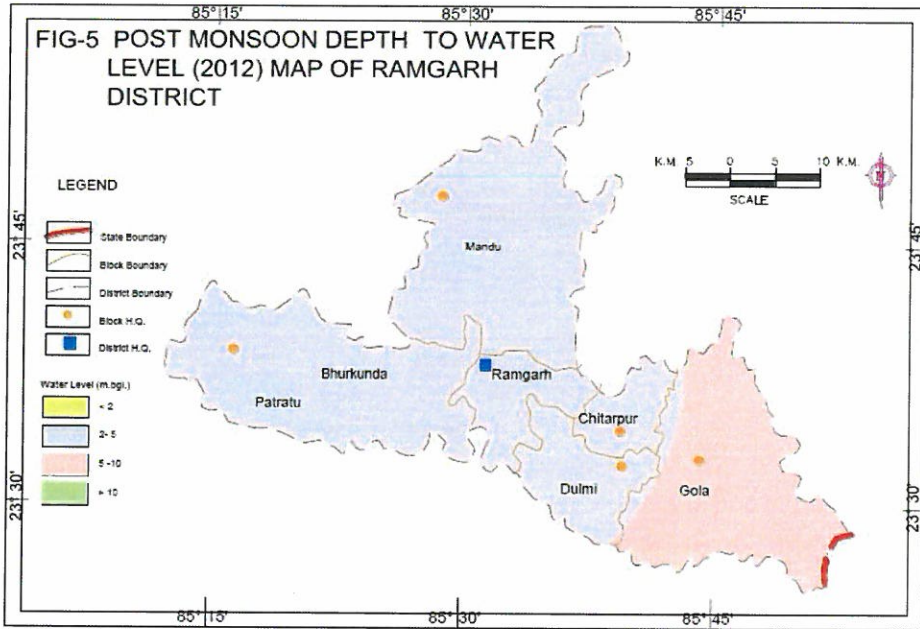 85° 15' 85° 30' 85° 45'
FIG-5 POST MONSOON DEPTH TO WATER
LEVEL (2012) MAP OF RAMGARH
DISTRICT
K.M. 5 0 5 10 K.M.
SCALE
N
LEGEND
State Boundary
Block Boundary
District Boundary
Block H.Q.
District H.Q.
Water Level (m.bgl.)
< 2
2- 5
5 -10
> 10
23° 45' 23° 45'
Mandu
Bhurkunda
Ramgarh
Patratu
Chitarpur
Dulmi
Gola
23° 30' 23° 30'
85° 15' 85° 30' 85° 45'